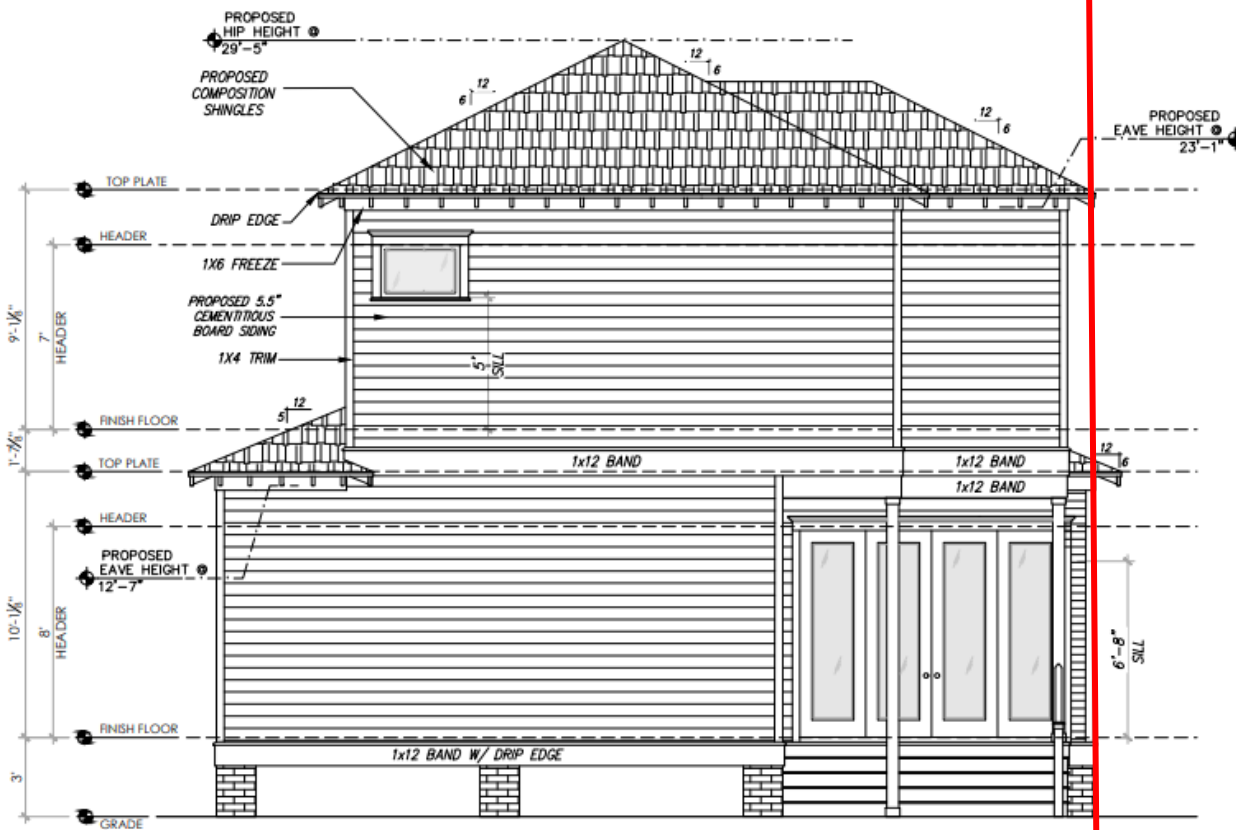 PROPOSED
HIP HEIGHT @
29'-5"
PROPOSED
COMPOSITION
SHINGLES
12
6
12
6
12
6
PROPOSED
EAVE HEIGHT @
23'-1"
TOP PLATE
DRIP EDGE
HEADER
1X6 FREEZE
PROPOSED 5.5"
CEMENTITIOUS
BOARD SIDING
1X4 TRIM
9'-1⅛"
7'
HEADER
5'
SILL
12
5
FINISH FLOOR
1'-7⅞"
TOP PLATE
1x12 BAND
1x12 BAND
1x12 BAND
12
6
HEADER
PROPOSED
EAVE HEIGHT @
12'-7"
10'-1⅛"
8'
HEADER
6'-8"
SILL
FINISH FLOOR
1x12 BAND W/ DRIP EDGE
3'
GRADE